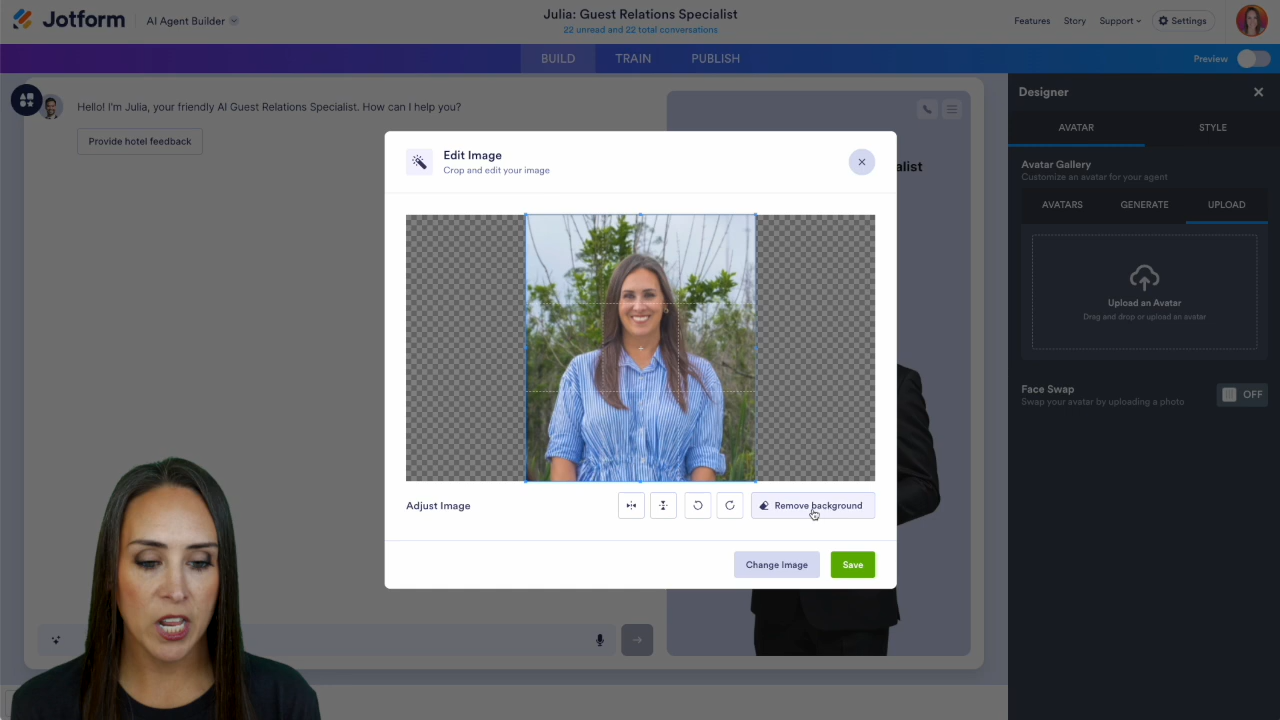 Jotform
AI Agent Builder
Julia: Guest Relations Specialist
22 unread and 22 total conversations
Features
Story
Support
Settings
BUILD
TRAIN
PUBLISH
Preview
Hello! I'm Julia, your friendly AI Guest Relations Specialist. How can I help you?
Provide hotel feedback
alist
Edit Image
Crop and edit your image
Adjust Image
Remove background
Change Image
Save
Designer
AVATAR
STYLE
Avatar Gallery
Customize an avatar for your agent
AVATARS
GENERATE
UPLOAD
Upload an Avatar
Drag and drop or upload an avatar
Face Swap
Swap your avatar by uploading a photo
OFF